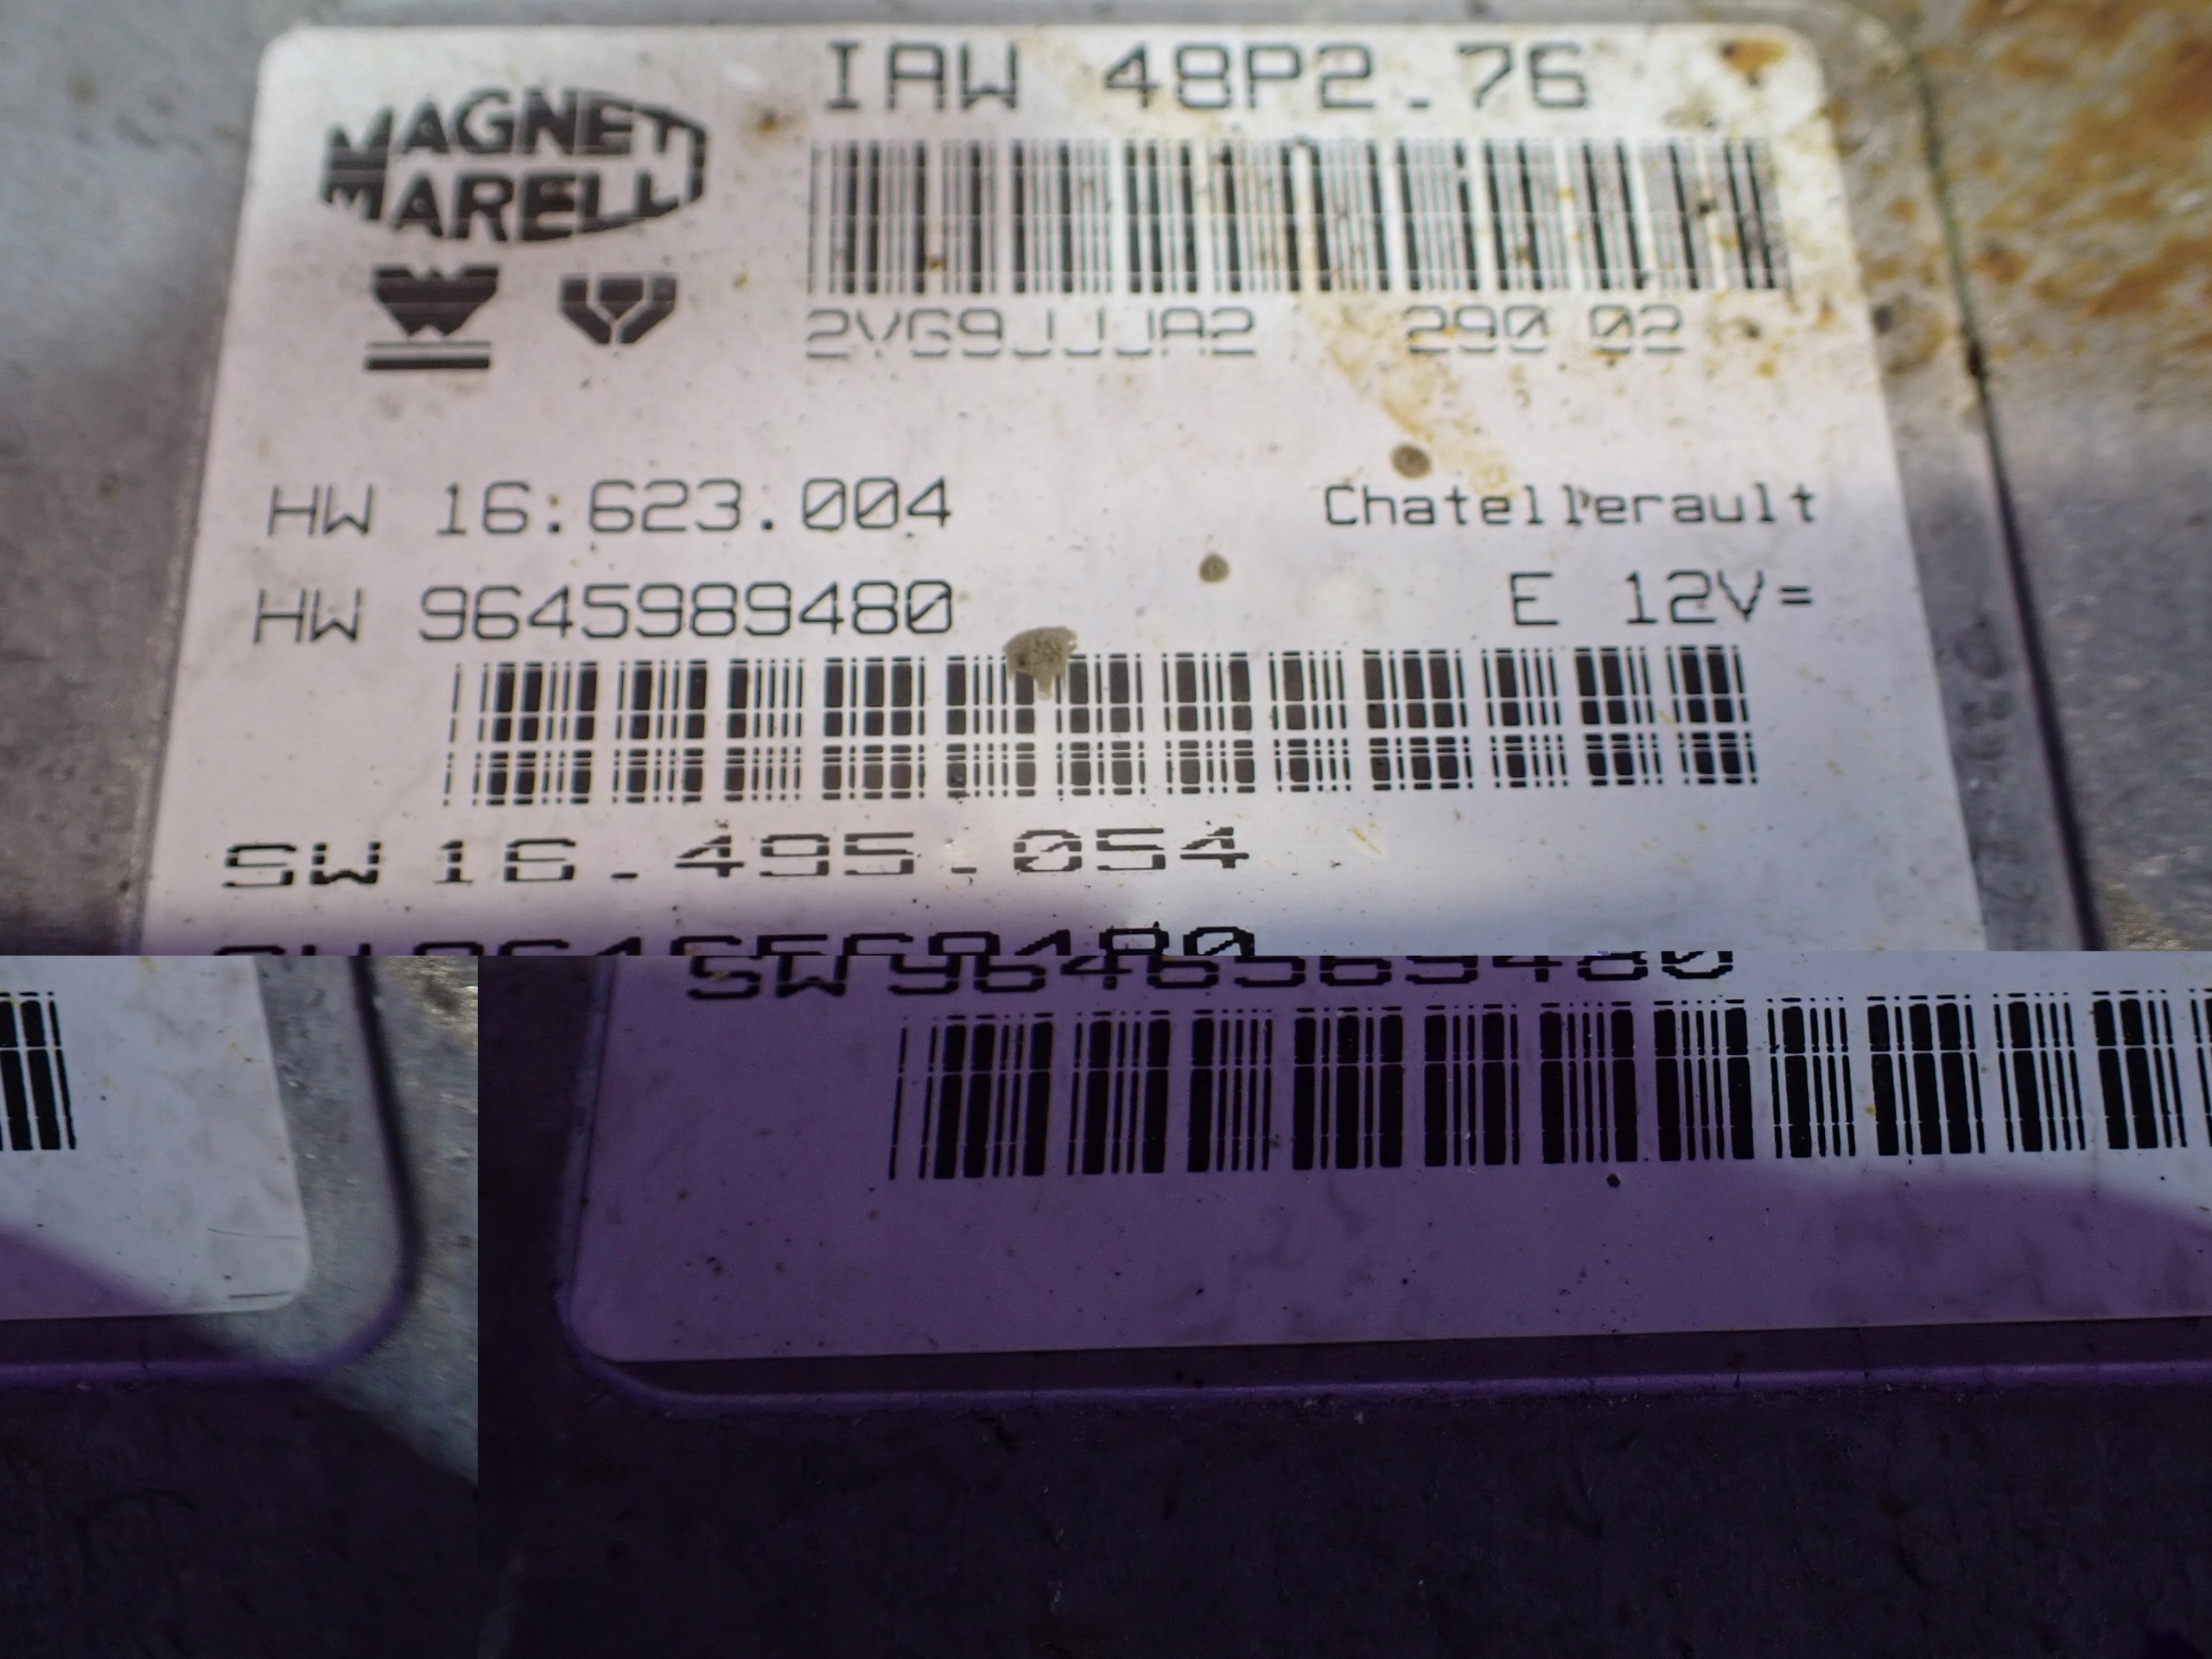 IAW 48P2.76
MAGNETI
MARELLI
2VG9JJJA2 290 02
HW 16.623.004 Chatellerault
HW 9645989480 E 12V=
SW 16.495.054
SW 9646569480